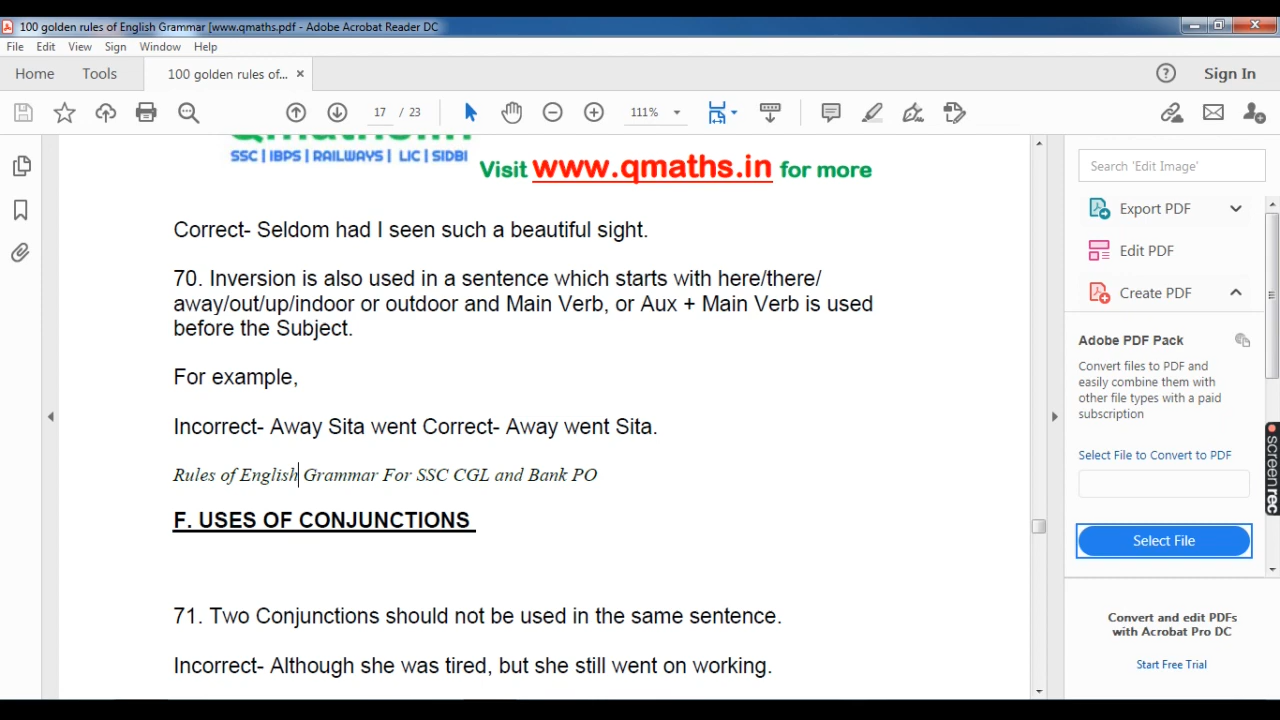 100 golden rules of English Grammar [www.qmaths.pdf - Adobe Acrobat Reader DC
File Edit View Sign Window Help
Home Tools 100 golden rules of... × Sign In
17 / 23 111%
SSC | IBPS | RAILWAYS | LIC | SIDBI
Visit www.qmaths.in for more
Correct- Seldom had I seen such a beautiful sight.
70. Inversion is also used in a sentence which starts with here/there/
away/out/up/indoor or outdoor and Main Verb, or Aux + Main Verb is used
before the Subject.
For example,
Incorrect- Away Sita went Correct- Away went Sita.
Rules of English Grammar For SSC CGL and Bank PO
F. USES OF CONJUNCTIONS
71. Two Conjunctions should not be used in the same sentence.
Incorrect- Although she was tired, but she still went on working.
Search 'Edit Image'
Export PDF
Edit PDF
Create PDF
Adobe PDF Pack
Convert files to PDF and
easily combine them with
other file types with a paid
subscription
Select File to Convert to PDF
Select File
Convert and edit PDFs
with Acrobat Pro DC
Start Free Trial
screenrec